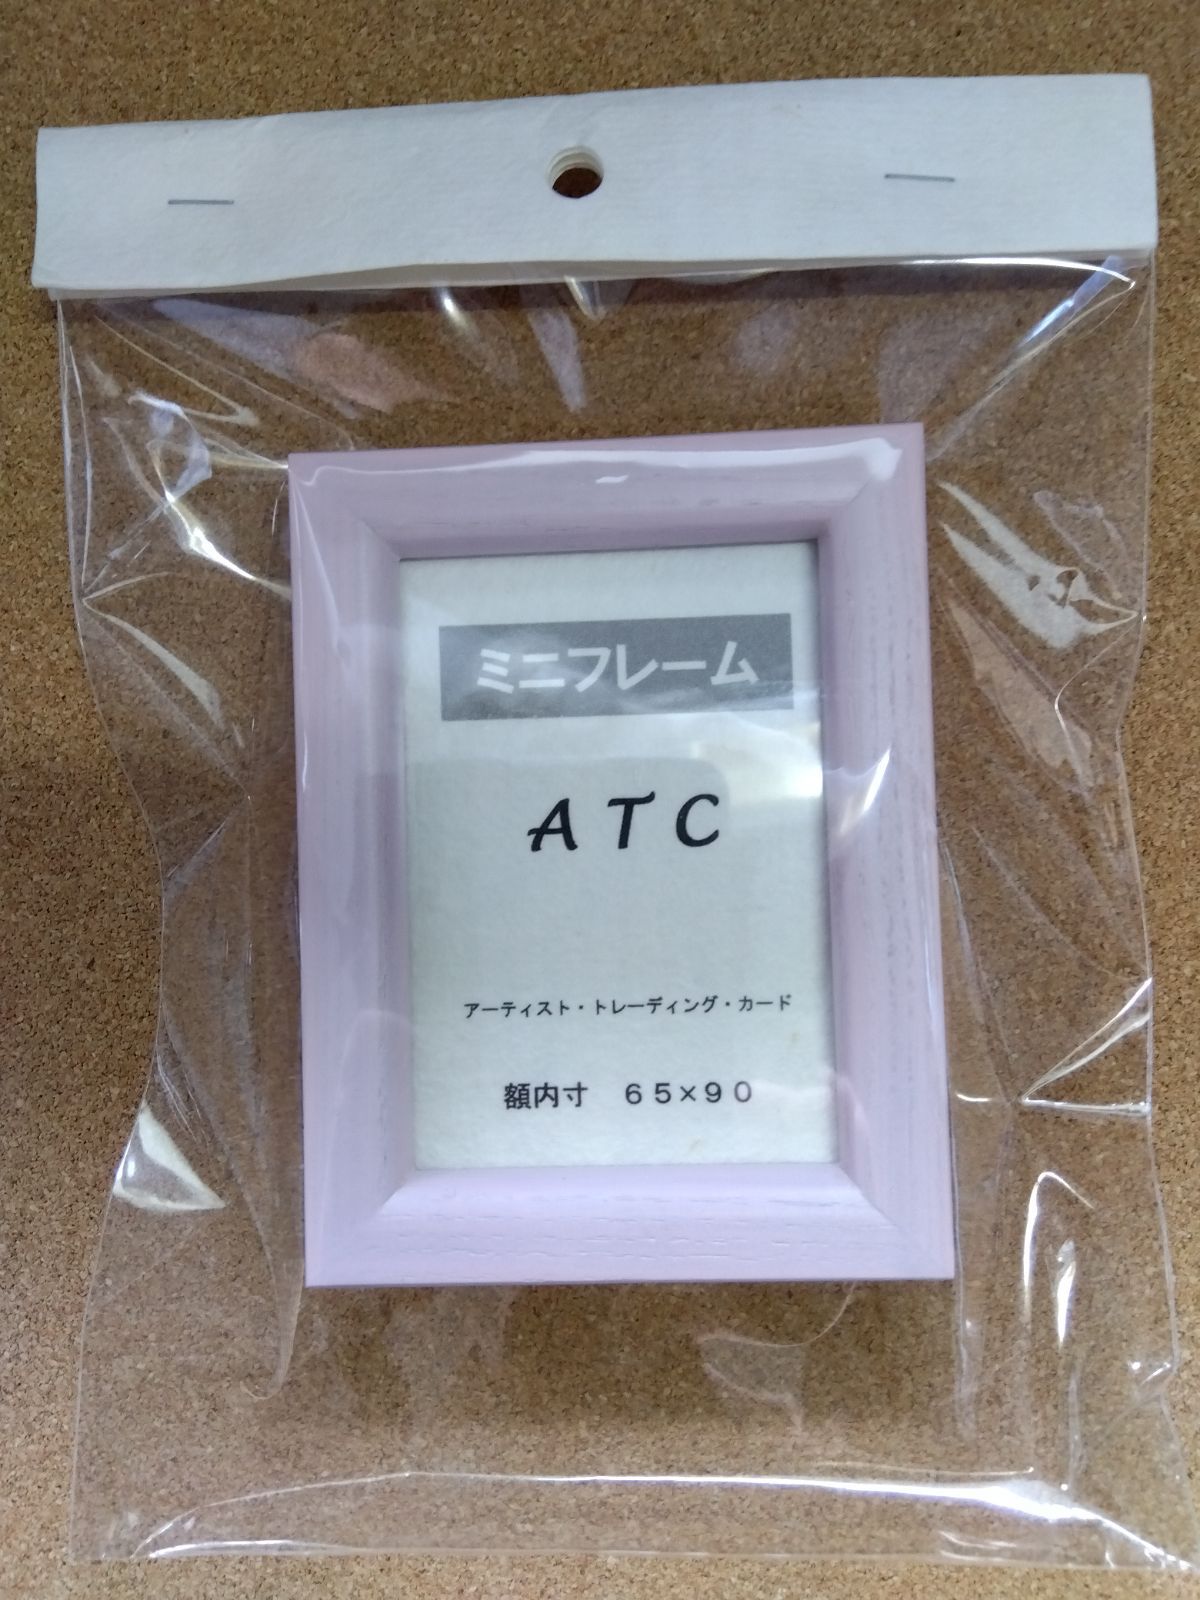 ミニフレーム
ATC
アーティスト・トレーディング・カード
額内寸　65×90